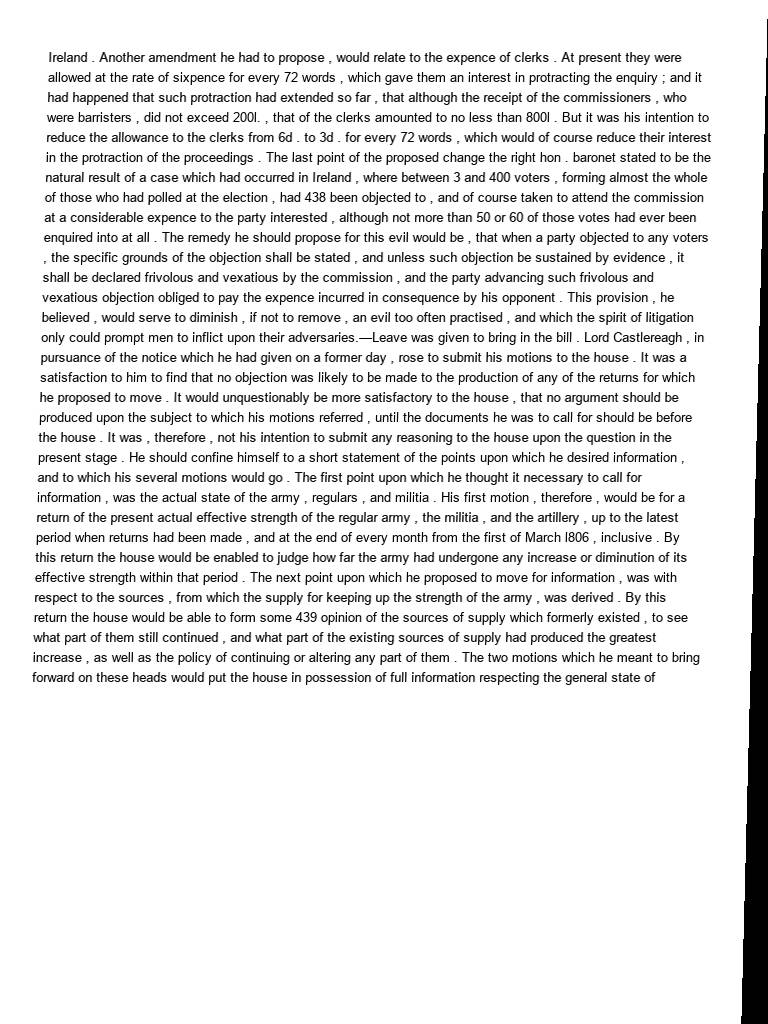 Ireland . Another amendment he had to propose , would relate to the expence of clerks . At present they were
allowed at the rate of sixpence for every 72 words , which gave them an interest in protracting the enquiry ; and it
had happened that such protraction had extended so far , that although the receipt of the commissioners , who
were barristers , did not exceed 200l. , that of the clerks amounted to no less than 800l . But it was his intention to
reduce the allowance to the clerks from 6d . to 3d . for every 72 words , which would of course reduce their interest
in the protraction of the proceedings . The last point of the proposed change the right hon . baronet stated to be the
natural result of a case which had occurred in Ireland , where between 3 and 400 voters , forming almost the whole
of those who had polled at the election , had 438 been objected to , and of course taken to attend the commission
at a considerable expence to the party interested , although not more than 50 or 60 of those votes had ever been
enquired into at all . The remedy he should propose for this evil would be , that when a party objected to any voters
, the specific grounds of the objection shall be stated , and unless such objection be sustained by evidence , it
shall be declared frivolous and vexatious by the commission , and the party advancing such frivolous and
vexatious objection obliged to pay the expence incurred in consequence by his opponent . This provision , he
believed , would serve to diminish , if not to remove , an evil too often practised , and which the spirit of litigation
only could prompt men to inflict upon their adversaries.—Leave was given to bring in the bill . Lord Castlereagh , in
pursuance of the notice which he had given on a former day , rose to submit his motions to the house . It was a
satisfaction to him to find that no objection was likely to be made to the production of any of the returns for which
he proposed to move . It would unquestionably be more satisfactory to the house , that no argument should be
produced upon the subject to which his motions referred , until the documents he was to call for should be before
the house . It was , therefore , not his intention to submit any reasoning to the house upon the question in the
present stage . He should confine himself to a short statement of the points upon which he desired information ,
and to which his several motions would go . The first point upon which he thought it necessary to call for
information , was the actual state of the army , regulars , and militia . His first motion , therefore , would be for a
return of the present actual effective strength of the regular army , the militia , and the artillery , up to the latest
period when returns had been made , and at the end of every month from the first of March l806 , inclusive . By
this return the house would be enabled to judge how far the army had undergone any increase or diminution of its
effective strength within that period . The next point upon which he proposed to move for information , was with
respect to the sources , from which the supply for keeping up the strength of the army , was derived . By this
return the house would be able to form some 439 opinion of the sources of supply which formerly existed , to see
what part of them still continued , and what part of the existing sources of supply had produced the greatest
increase , as well as the policy of continuing or altering any part of them . The two motions which he meant to bring
forward on these heads would put the house in possession of full information respecting the general state of